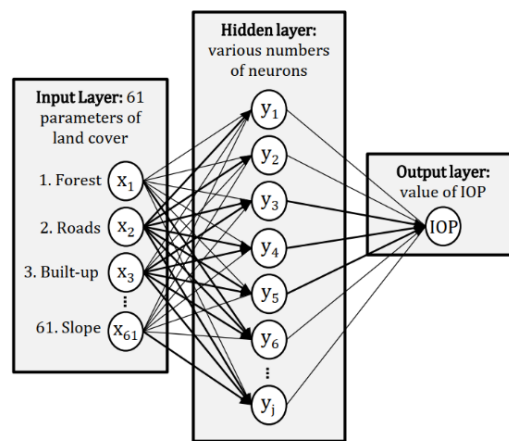 Hidden layer:
various numbers
of neurons
Input Layer: 61
parameters of
land cover
1. Forest
2. Roads
3. Built-up
61. Slope
x1
x2
x3
⋮
x61
y1
y2
y3
y4
y5
y6
⋮
yj
Output layer:
value of IOP
IOP